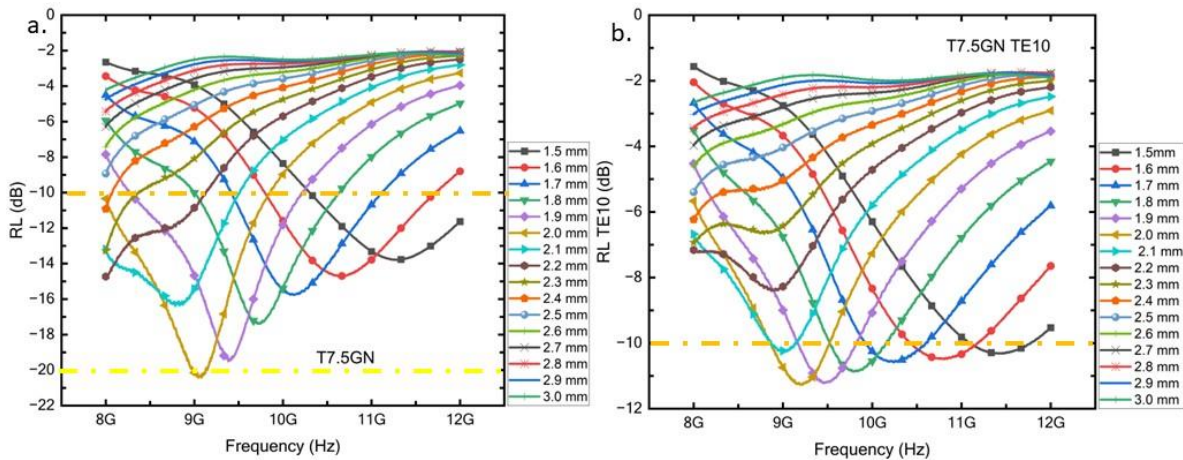 a.
0
−2
−4
−6
−8
−10
−12
−14
−16
−18
−20
−22
RL (dB)
8G
9G
10G
11G
12G
Frequency (Hz)
T7.5GN
1.5 mm
1.6 mm
1.7 mm
1.8 mm
1.9 mm
2.0 mm
2.1 mm
2.2 mm
2.3 mm
2.4 mm
2.5 mm
2.6 mm
2.7 mm
2.8 mm
2.9 mm
3.0 mm
b.
T7.5GN TE10
0
−2
−4
−6
−8
−10
−12
RL TE10 (dB)
8G
9G
10G
11G
12G
Frequency (Hz)
1.5mm
1.6 mm
1.7 mm
1.8 mm
1.9 mm
2.0 mm
2.1 mm
2.2 mm
2.3 mm
2.4 mm
2.5 mm
2.6 mm
2.7 mm
2.8 mm
2.9 mm
3.0 mm